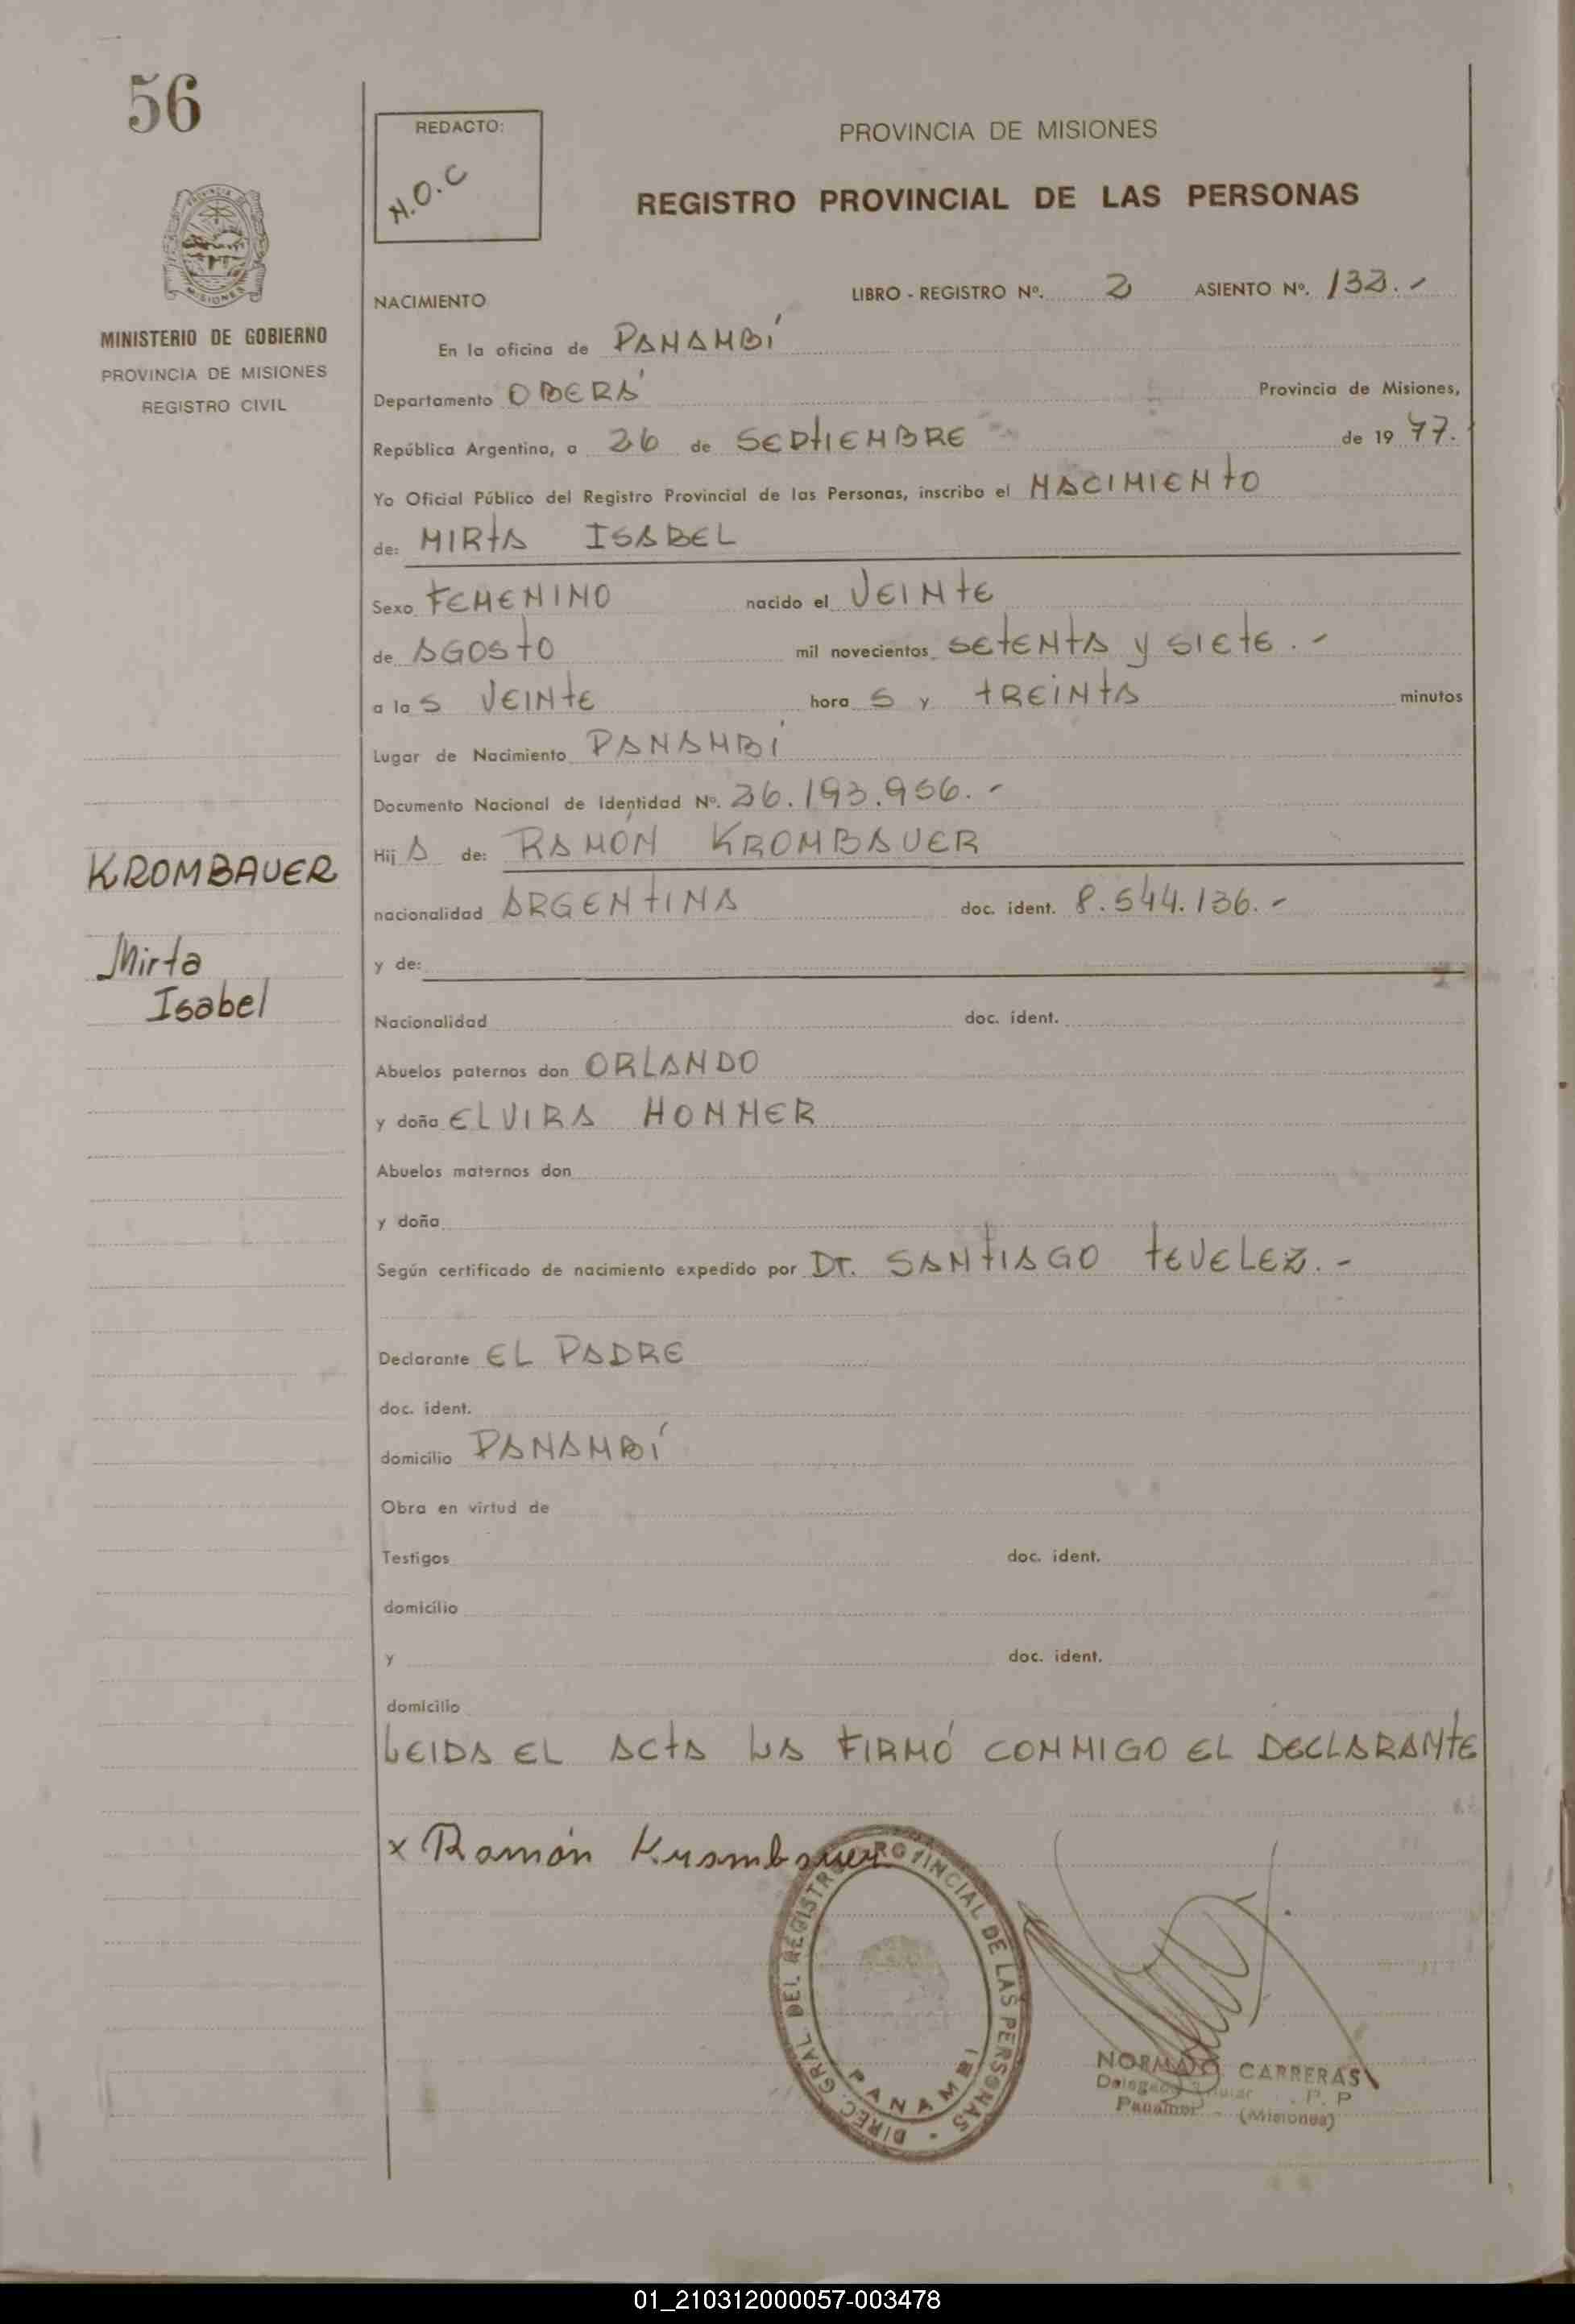 56
REDACTO:
N.O.C
PROVINCIA DE MISIONES
REGISTRO PROVINCIAL DE LAS PERSONAS
MISIONES
MINISTERIO DE GOBIERNO
PROVINCIA DE MISIONES
REGISTRO CIVIL
NACIMIENTO
LIBRO - REGISTRO Nº. 2 ASIENTO Nº. 132.-
En la oficina de PANAMBÍ
Departamento OBERÁ Provincia de Misiones,
República Argentina, a 26 de SEPTIEMBRE de 1977.
Yo Oficial Público del Registro Provincial de las Personas, inscribo el NACIMIENTO
de: MIRTA ISABEL
Sexo FEMENINO nacido el VEINTE
de AGOSTO mil novecientos SETENTA y SIETE.-
a las VEINTE horas y TREINTA minutos
Lugar de Nacimiento PANAMBÍ
Documento Nacional de Identidad Nº. 26.193.956.-
Hija de: RAMÓN KROMBAUER
KROMBAUER
nacionalidad ARGENTINA doc. ident. 8.544.136.-
Mirta
Isabel
y de:
Nacionalidad doc. ident.
Abuelos paternos don ORLANDO
y doña ELVIRA HONNER
Abuelos maternos don
y doña
Según certificado de nacimiento expedido por Dr. SANTIAGO TEVELEZ.-
Declarante EL PADRE
doc. ident.
domicilio PANAMBÍ
Obra en virtud de
Testigos doc. ident.
domicilio
y doc. ident.
domicilio
LEIDA EL ACTA LA FIRMÓ CONMIGO EL DECLARANTE
x Ramón Krombauer
DIREC. GRAL. DEL REGISTRO PROVINCIAL DE LAS PERSONAS -
PANAMBI
CARRERAS
P. P
Panambí - (Misiones)
01_210312000057-003478